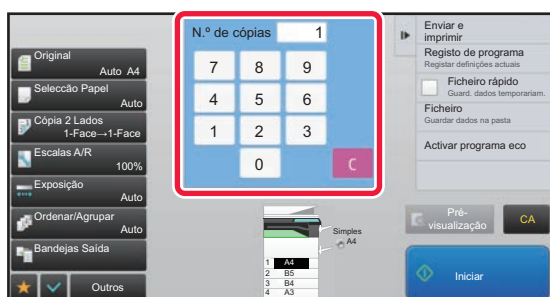 N.º de cópias 1
7 8 9
4 5 6
1 2 3
0 C
Original
Auto A4
Seleccão Papel
Auto
Cópia 2 Lados
1-Face→1-Face
Escalas A/R
100%
Exposição
Auto
Ordenar/Agrupar
Auto
Bandejas Saída
Outros
Simples
A4
1 A4
2 B5
3 B4
4 A3
Enviar e
imprimir
Registo de programa
Registar definições actuais
Ficheiro rápido
Guard. dados temporariam.
Ficheiro
Guardar dados na pasta
Activar programa eco
Pré-
visualização
CA
Iniciar